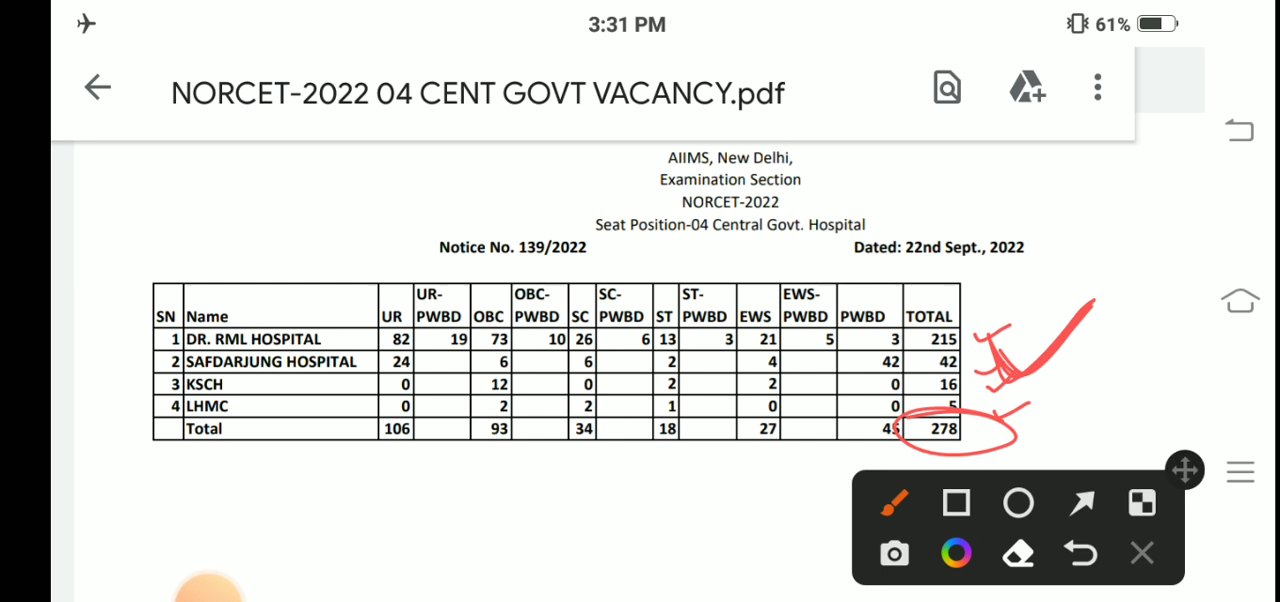 3:31 PM
61%
NORCET-2022 04 CENT GOVT VACANCY.pdf
AIIMS, New Delhi,
Examination Section
NORCET-2022
Seat Position-04 Central Govt. Hospital
Notice No. 139/2022 Dated: 22nd Sept., 2022
SN Name UR UR-PWBD OBC OBC-PWBD SC SC-PWBD ST ST-PWBD EWS EWS-PWBD PWBD TOTAL
1 DR. RML HOSPITAL 82 19 73 10 26 6 13 3 21 5 3 215
2 SAFDARJUNG HOSPITAL 24 6 6 2 4 42 42
3 KSCH 0 12 0 2 2 0 16
4 LHMC 0 2 2 1 0 0 5
Total 106 93 34 18 27 45 278